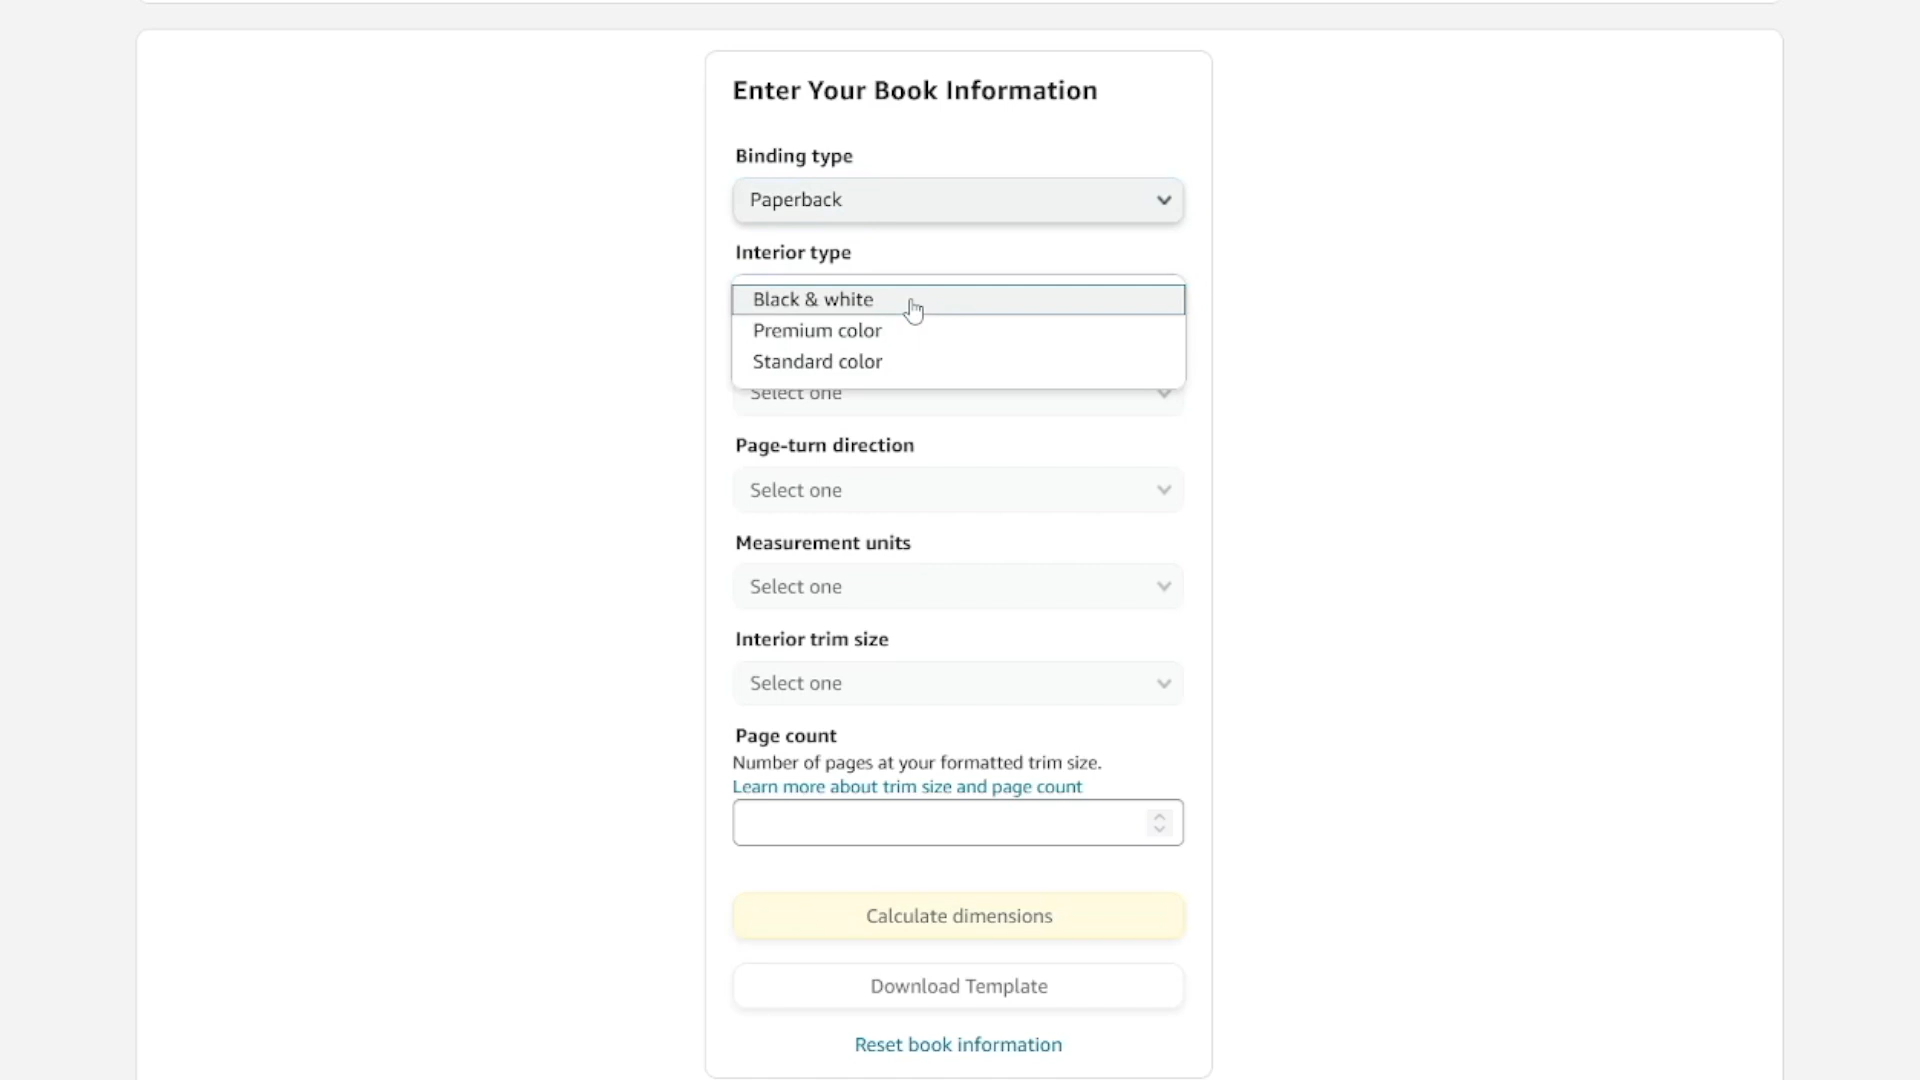 Enter Your Book Information
Binding type
Paperback
Interior type
Black & white
Premium color
Standard color
Select one
Page-turn direction
Select one
Measurement units
Select one
Interior trim size
Select one
Page count
Number of pages at your formatted trim size.
Learn more about trim size and page count
Calculate dimensions
Download Template
Reset book information